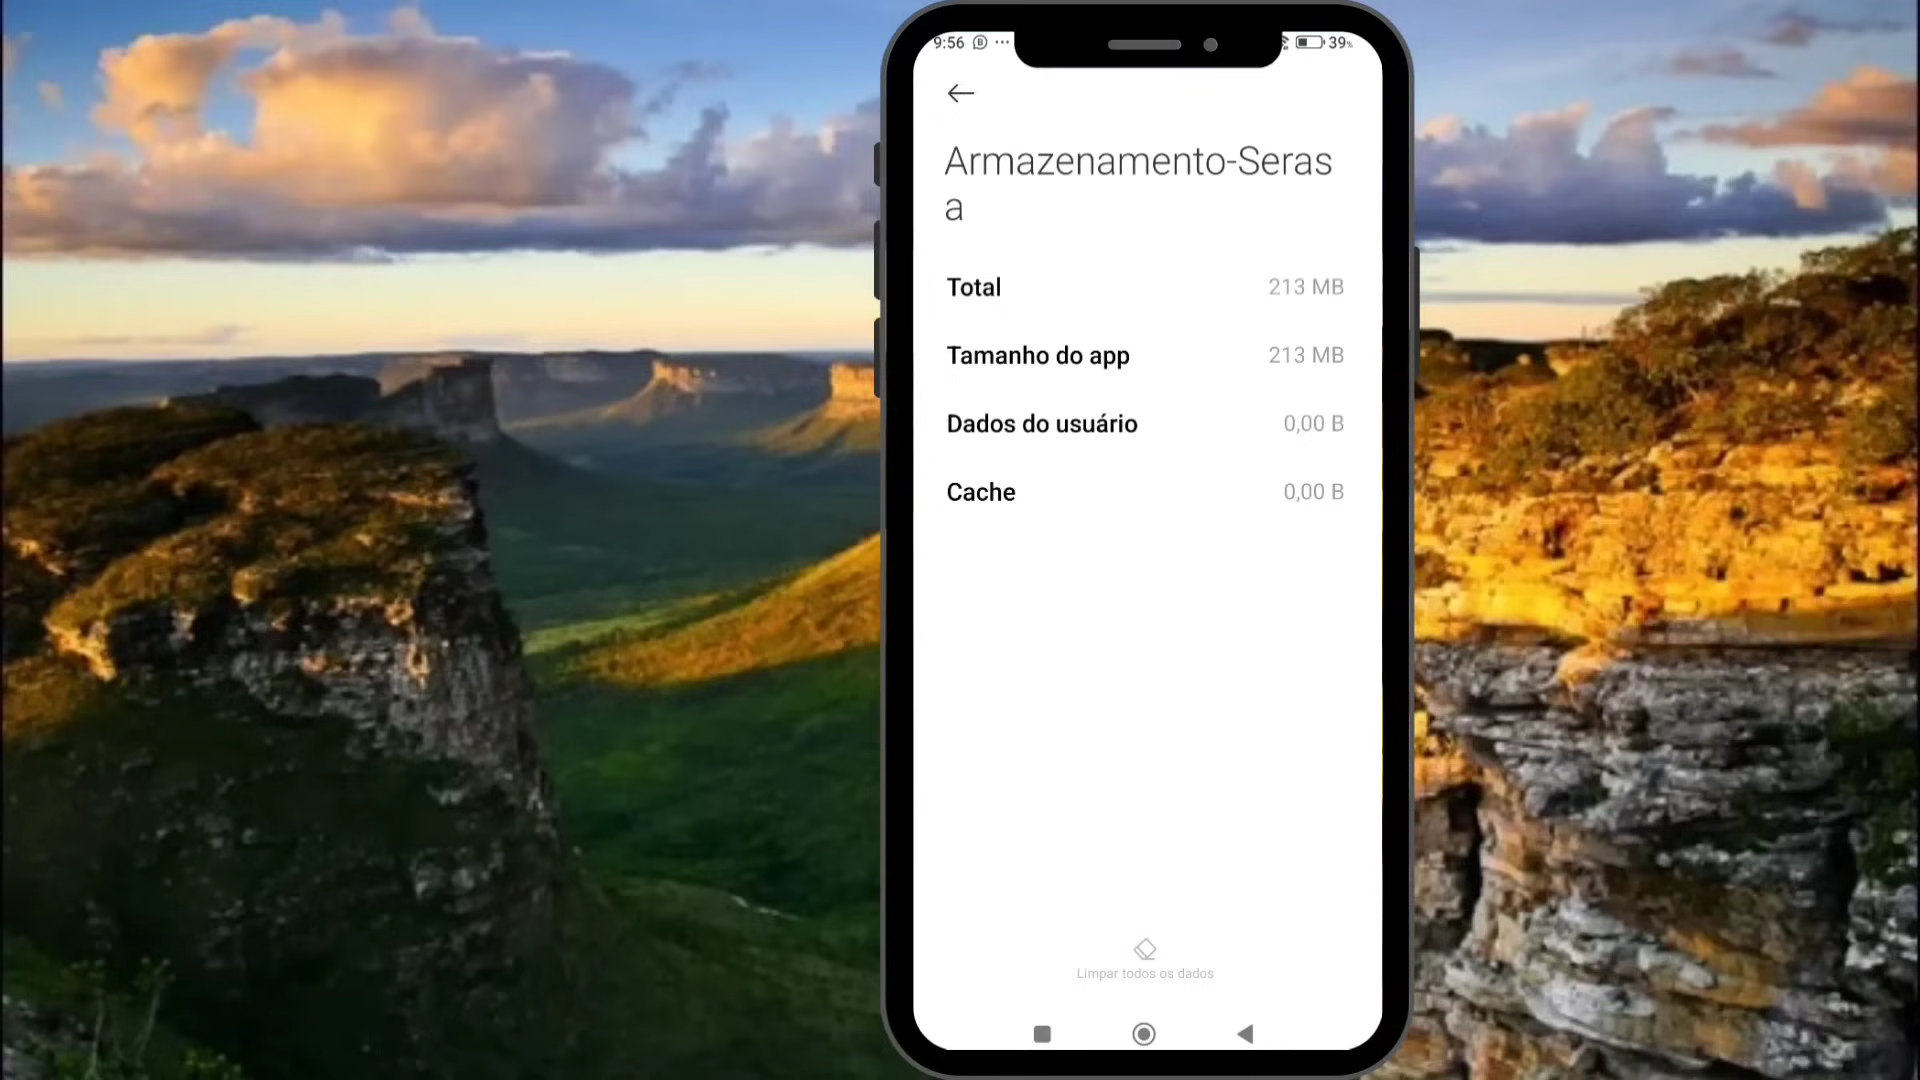 9:56 ... 39%
Armazenamento-Seras
a
Total 213 MB
Tamanho do app 213 MB
Dados do usuário 0,00 B
Cache 0,00 B
Limpar todos os dados